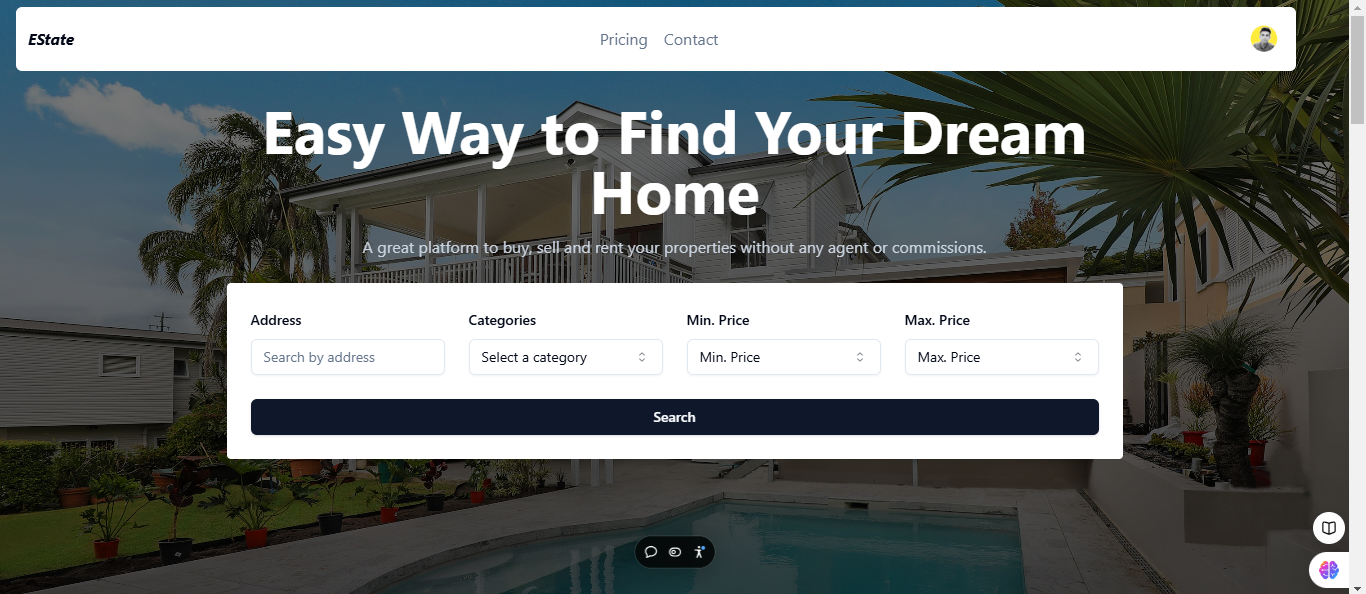 EState
Pricing
Contact
Easy Way to Find Your Dream
Home
A great platform to buy, sell and rent your properties without any agent or commissions.
Address
Categories
Min. Price
Max. Price
Search by address
Select a category
Min. Price
Max. Price
Search